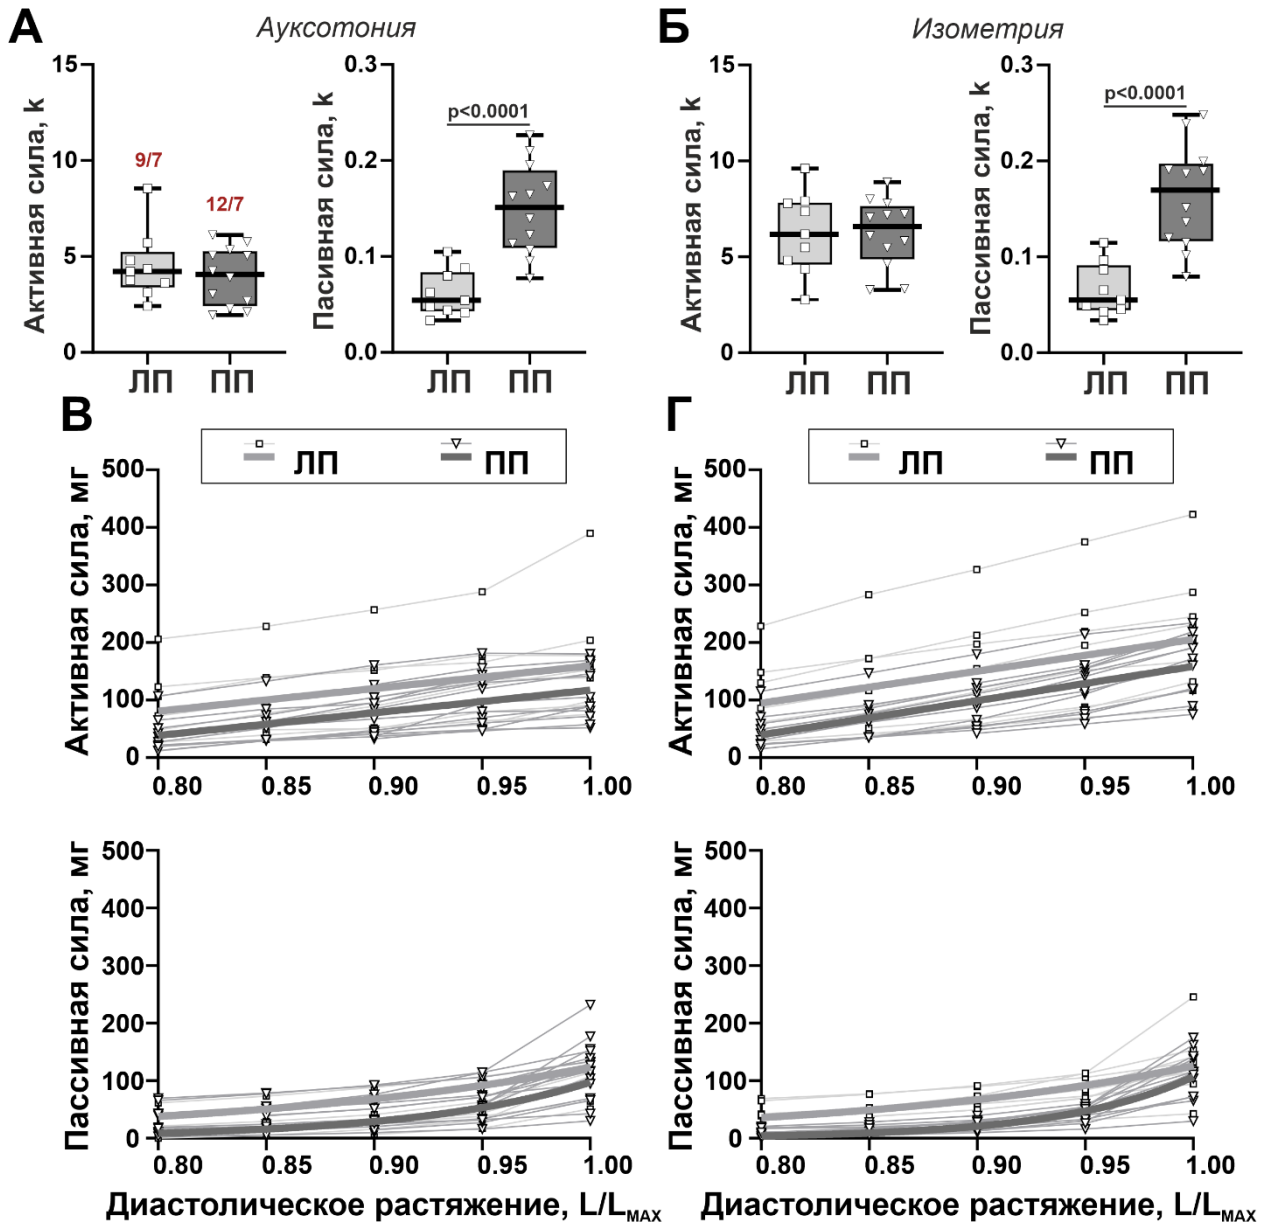 А
Ауксотония
Активная сила, k
15
10
5
0
9/7
12/7
ЛП
ПП
Пасивная сила, k
0.3
0.2
0.1
0.0
p<0.0001
ЛП
ПП
Б
Изометрия
Активная сила, k
15
10
5
0
ЛП
ПП
Пассивная сила, k
0.3
0.2
0.1
0.0
p<0.0001
ЛП
ПП
В
ЛП
ПП
Активная сила, мг
500
400
300
200
100
0
0.80
0.85
0.90
0.95
1.00
Г
ЛП
ПП
Активная сила, мг
500
400
300
200
100
0
0.80
0.85
0.90
0.95
1.00
Пассивная сила, мг
500
400
300
200
100
0
0.80
0.85
0.90
0.95
1.00
Диастолическое растяжение, L/LMAX
Пассивная сила, мг
500
400
300
200
100
0
0.80
0.85
0.90
0.95
1.00
Диастолическое растяжение, L/LMAX